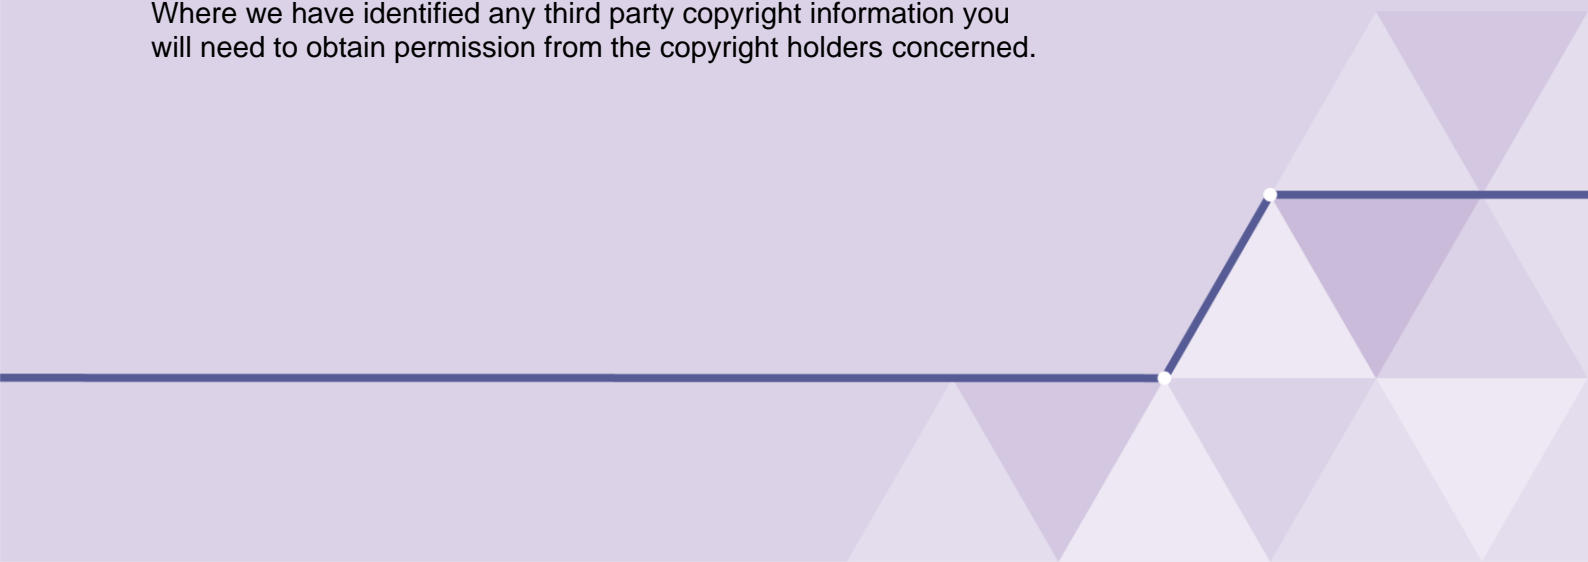 Where we have identified any third party copyright information you
will need to obtain permission from the copyright holders concerned.